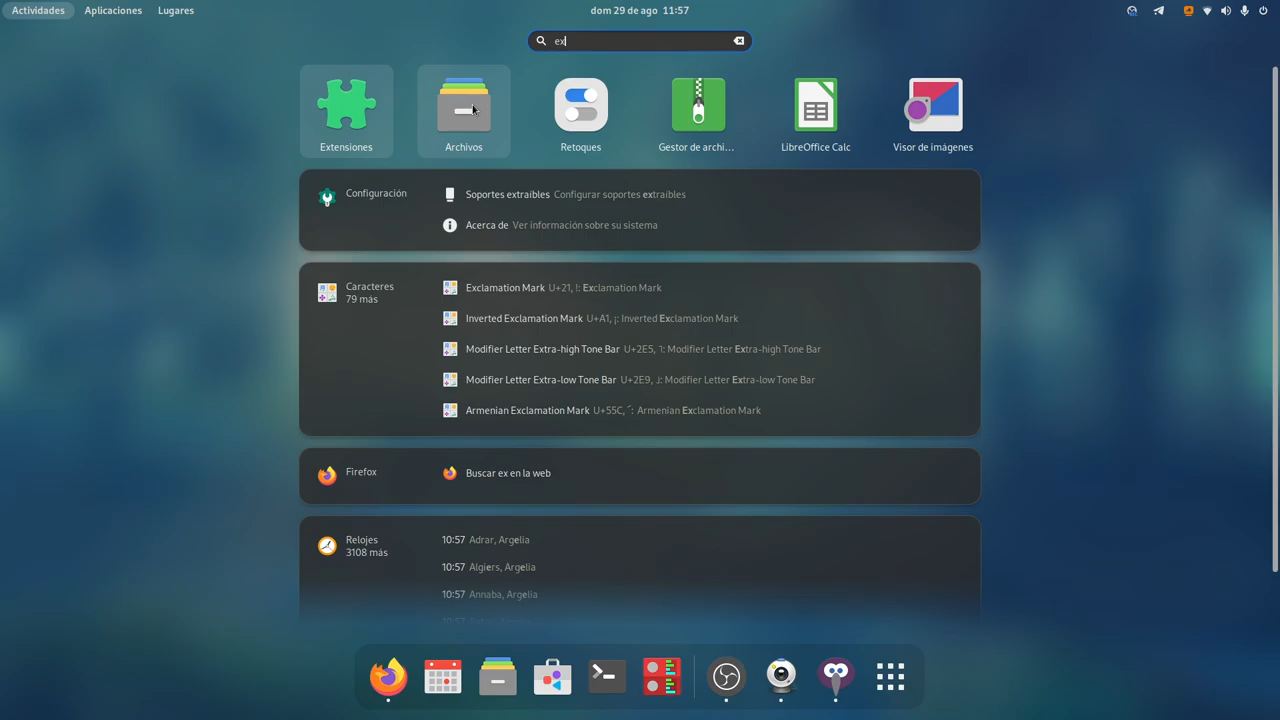 Actividades Aplicaciones Lugares dom 29 de ago 11:57
ex
Extensiones Archivos Retoques Gestor de archi... LibreOffice Calc Visor de imágenes
Configuración
Soportes extraíbles Configurar soportes extraíbles
Acerca de Ver información sobre su sistema
Caracteres
79 más
Exclamation Mark U+21, !: Exclamation Mark
Inverted Exclamation Mark U+A1, ¡: Inverted Exclamation Mark
Modifier Letter Extra-high Tone Bar U+2E5, ˥: Modifier Letter Extra-high Tone Bar
Modifier Letter Extra-low Tone Bar U+2E9, ˩: Modifier Letter Extra-low Tone Bar
Armenian Exclamation Mark U+55C, ՜: Armenian Exclamation Mark
Firefox
Buscar ex en la web
Relojes
3108 más
10:57 Adrar, Argelia
10:57 Algiers, Argelia
10:57 Annaba, Argelia